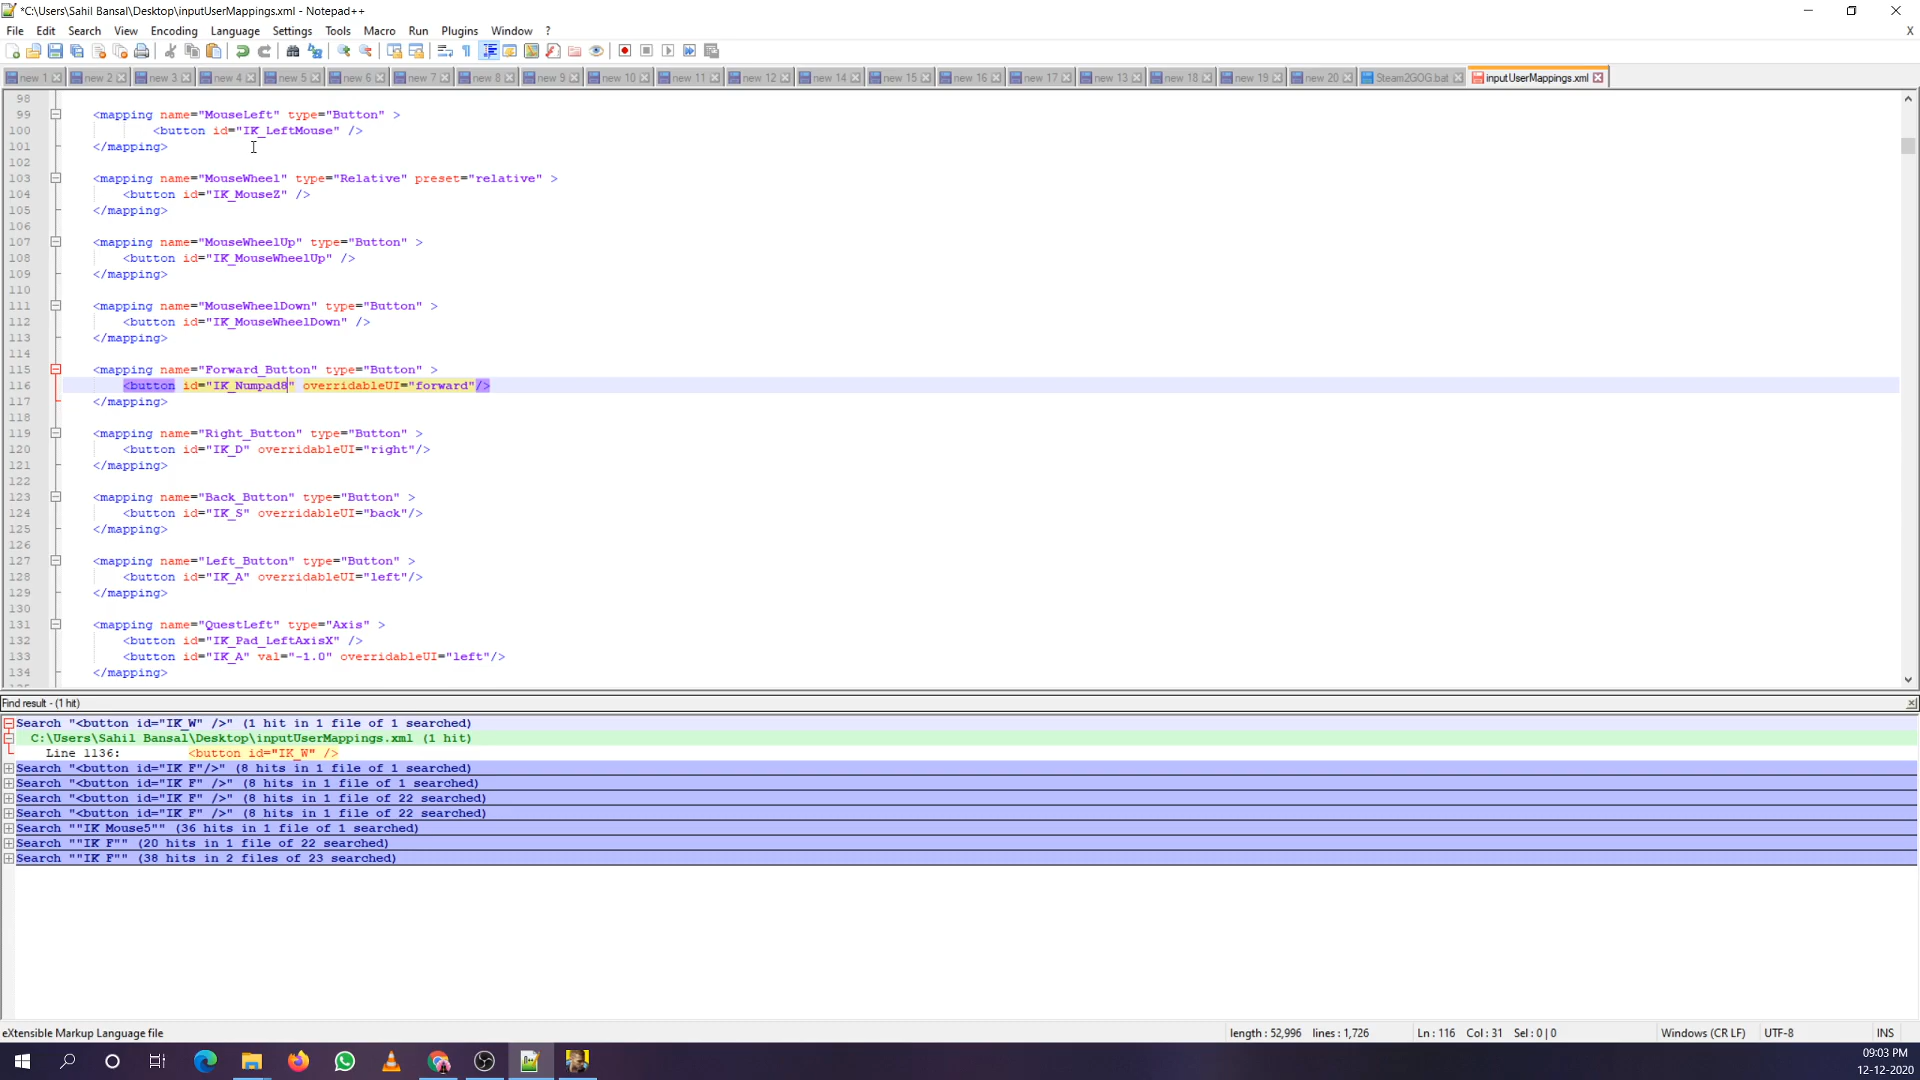 *C:\Users\Sahil Bansal\Desktop\inputUserMappings.xml - Notepad++
File Edit Search View Encoding Language Settings Tools Macro Run Plugins Window ? X
new 1 new 2 new 3 new 4 new 5 new 6 new 7 new 8 new 9 new 10 new 11 new 12 new 14 new 15 new 16 new 17 new 13 new 18 new 19 new 20 Steam2GOG.bat inputUserMappings.xml
98
99 <mapping name="MouseLeft" type="Button" >
100 <button id="IK_LeftMouse" />
101 </mapping>
102
103 <mapping name="MouseWheel" type="Relative" preset="relative" >
104 <button id="IK_MouseZ" />
105 </mapping>
106
107 <mapping name="MouseWheelUp" type="Button" >
108 <button id="IK_MouseWheelUp" />
109 </mapping>
110
111 <mapping name="MouseWheelDown" type="Button" >
112 <button id="IK_MouseWheelDown" />
113 </mapping>
114
115 <mapping name="Forward_Button" type="Button" >
116 <button id="IK_Numpad8" overridableUI="forward"/>
117 </mapping>
118
119 <mapping name="Right_Button" type="Button" >
120 <button id="IK_D" overridableUI="right"/>
121 </mapping>
122
123 <mapping name="Back_Button" type="Button" >
124 <button id="IK_S" overridableUI="back"/>
125 </mapping>
126
127 <mapping name="Left_Button" type="Button" >
128 <button id="IK_A" overridableUI="left"/>
129 </mapping>
130
131 <mapping name="QuestLeft" type="Axis" >
132 <button id="IK_Pad_LeftAxisX" />
133 <button id="IK_A" val="-1.0" overridableUI="left"/>
134 </mapping>
Find result - (1 hit)
Search "<button id="IK_W" />" (1 hit in 1 file of 1 searched)
C:\Users\Sahil Bansal\Desktop\inputUserMappings.xml (1 hit)
Line 1136: <button id="IK_W" />
Search "<button id="IK_F"/>" (8 hits in 1 file of 1 searched)
Search "<button id="IK_F" />" (8 hits in 1 file of 1 searched)
Search "<button id="IK_F" />" (8 hits in 1 file of 22 searched)
Search "<button id="IK_F" />" (8 hits in 1 file of 22 searched)
Search ""IK_Mouse5"" (36 hits in 1 file of 1 searched)
Search ""IK_F"" (20 hits in 1 file of 22 searched)
Search ""IK_F"" (38 hits in 2 files of 23 searched)
eXtensible Markup Language file length : 52,996 lines : 1,726 Ln : 116 Col : 31 Sel : 0 | 0 Windows (CR LF) UTF-8 INS
09:03 PM
12-12-2020